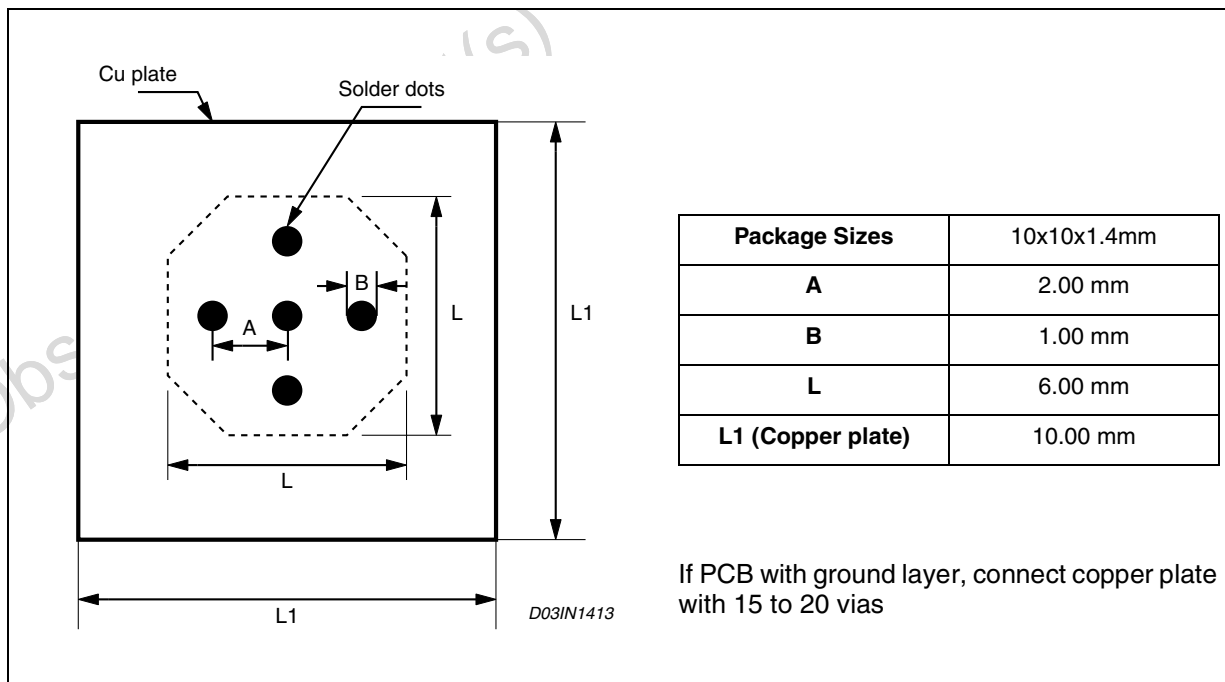 Cu plate
Solder dots
B
A
L
L1
L
L1
D03IN1413
Package Sizes 10x10x1.4mm
A 2.00 mm
B 1.00 mm
L 6.00 mm
L1 (Copper plate) 10.00 mm
If PCB with ground layer, connect copper plate
with 15 to 20 vias